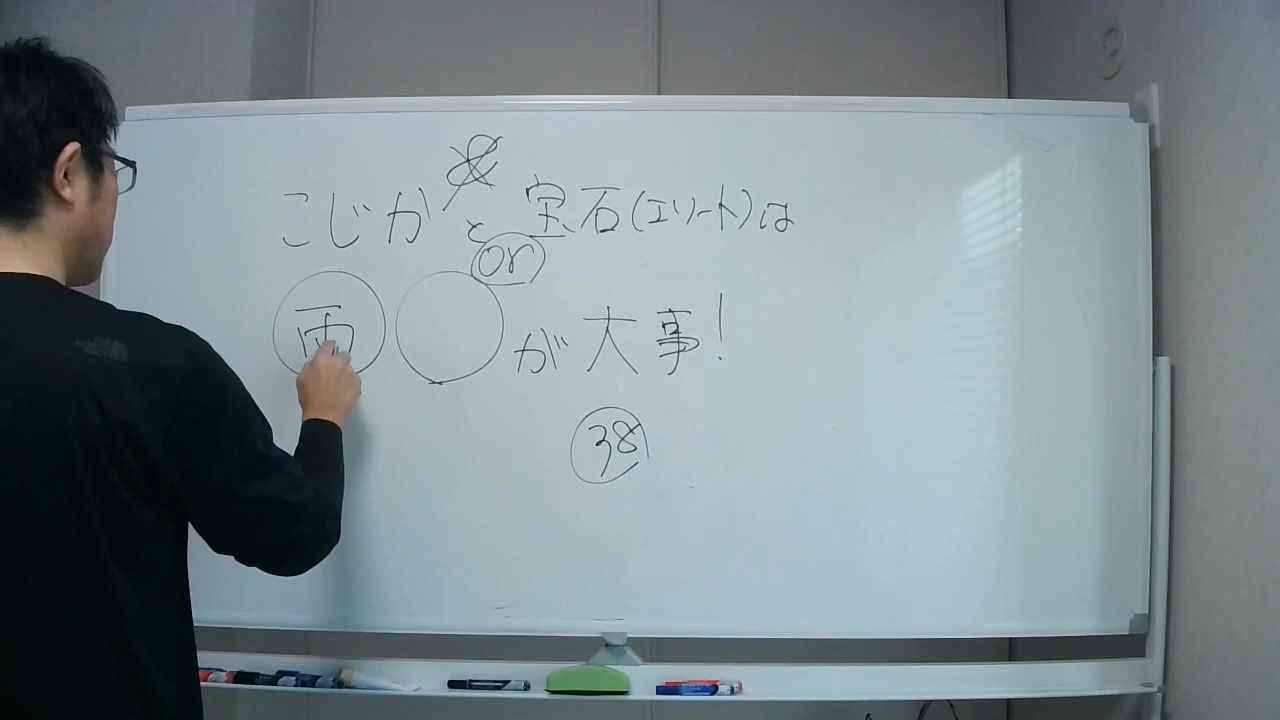 こじか & と 宝石(エリート)は
or
両 が大事!
38